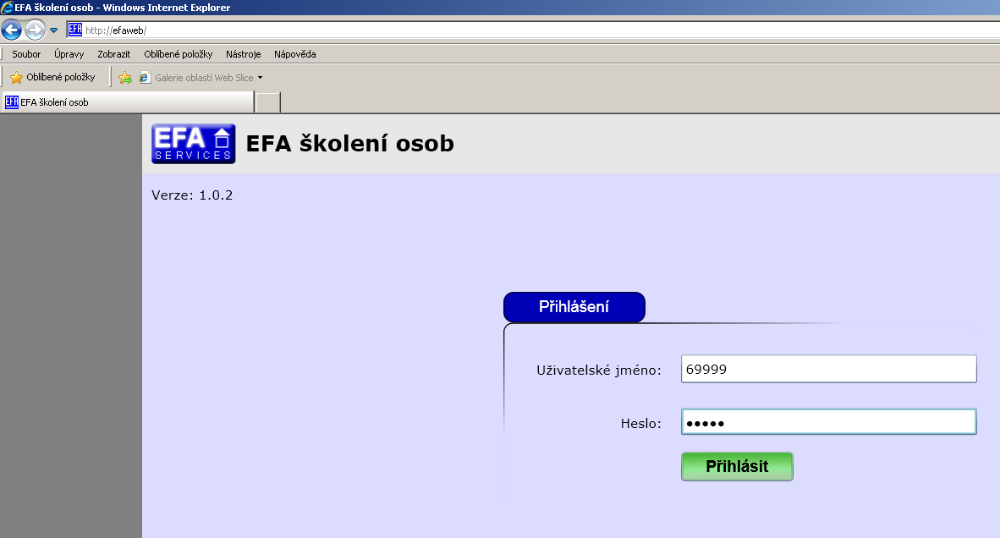 EFA školení osob - Windows Internet Explorer
EFA http://efaweb/
Soubor Úpravy Zobrazit Oblíbené položky Nástroje Nápověda
Oblíbené položky Galerie oblastí Web Slice
EFA EFA školení osob
EFA SERVICES EFA školení osob
Verze: 1.0.2
Přihlášení
Uživatelské jméno: 69999
Heslo: •••••
Přihlásit